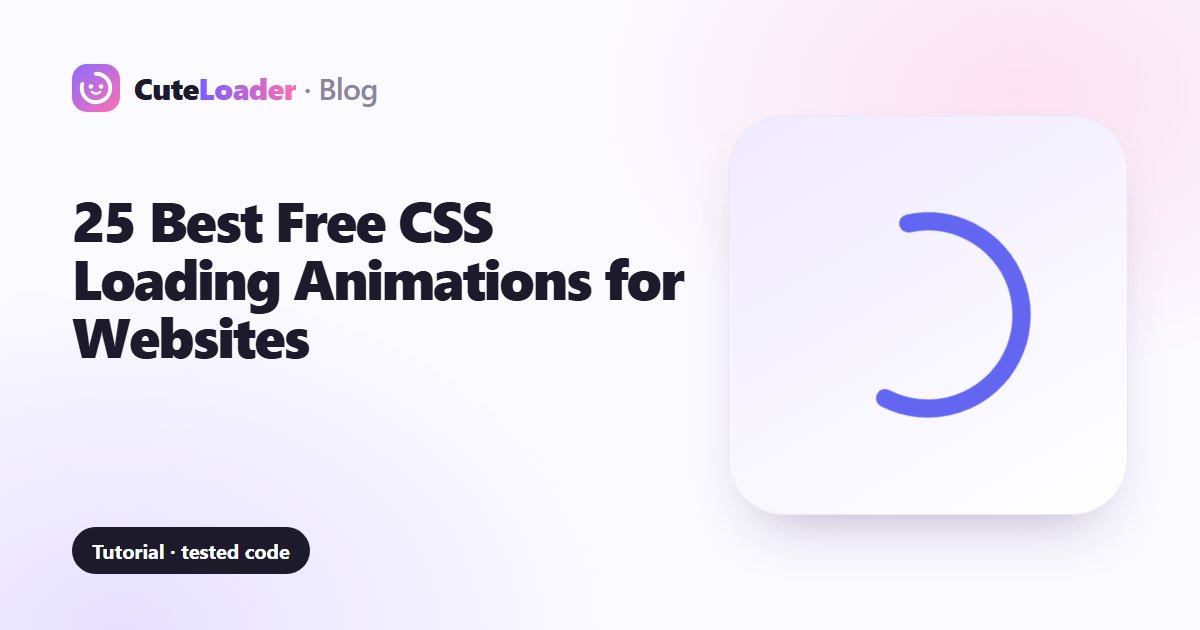 CuteLoader · Blog
25 Best Free CSS
Loading Animations for
Websites
Tutorial · tested code